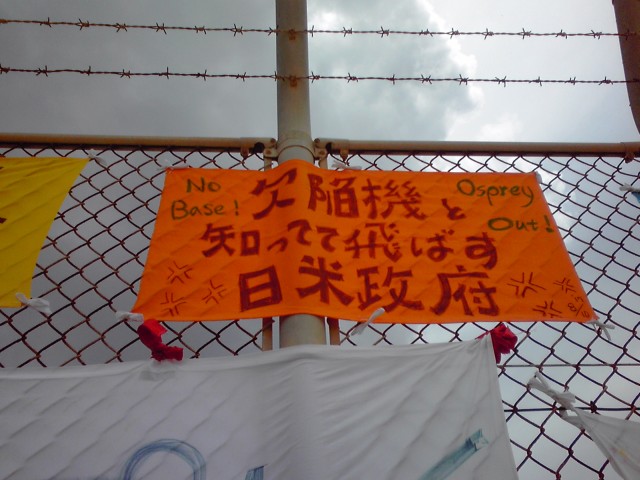 No
Base!
Osprey
Out!
欠陥機と
知ってて飛ばす
日米政府